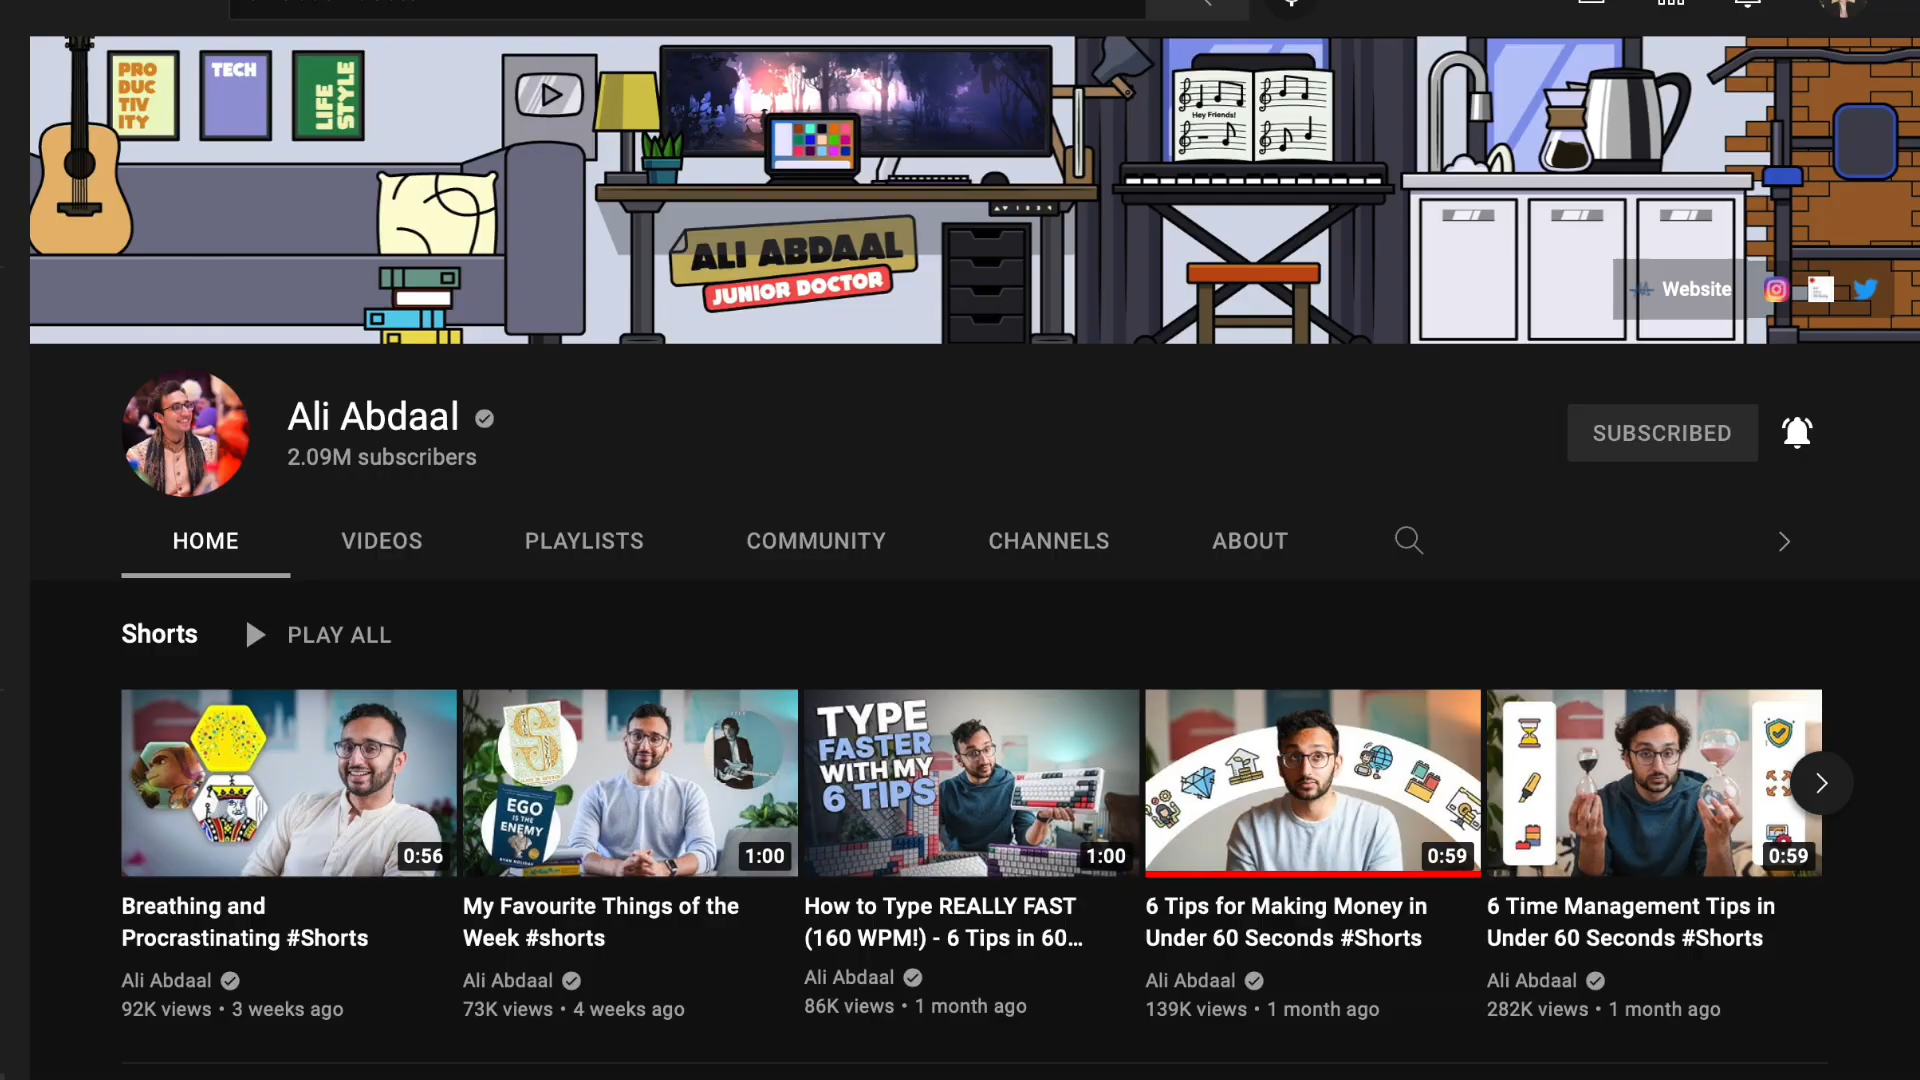 PRO
DUC
TIV
ITY
TECH
LIFE
STYLE
Hey Friends!
ALI ABDAAL
JUNIOR DOCTOR
Website
Ali Abdaal
2.09M subscribers
SUBSCRIBED
HOME
VIDEOS
PLAYLISTS
COMMUNITY
CHANNELS
ABOUT
Shorts
PLAY ALL
S
EGO
IS THE
ENEMY
RYAN HOLIDAY
TYPE
FASTER
WITH MY
6 TIPS
0:56
1:00
1:00
0:59
0:59
Breathing and
Procrastinating #Shorts
Ali Abdaal
92K views • 3 weeks ago
My Favourite Things of the
Week #shorts
Ali Abdaal
73K views • 4 weeks ago
How to Type REALLY FAST
(160 WPM!) - 6 Tips in 60...
Ali Abdaal
86K views • 1 month ago
6 Tips for Making Money in
Under 60 Seconds #Shorts
Ali Abdaal
139K views • 1 month ago
6 Time Management Tips in
Under 60 Seconds #Shorts
Ali Abdaal
282K views • 1 month ago